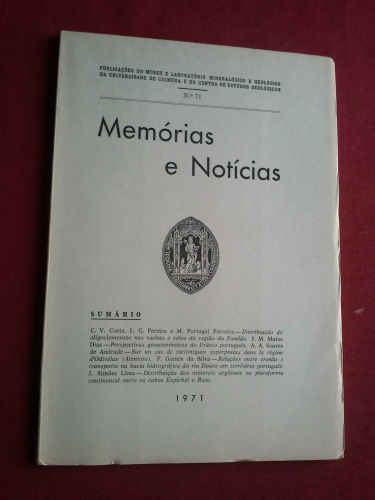 PUBLICAÇÕES DO MUSEU E LABORATÓRIO MINERALÓGICO E GEOLÓGICO
DA UNIVERSIDADE DE COIMBRA E DO CENTRO DE ESTUDOS GEOLÓGICOS
N.º 71
Memórias
e Notícias
SUMÁRIO
C. V. Costa, L. G. Pereira e M. Portugal Ferreira — Distribuição de
oligoelementos nas rochas e solos da região do Fundão. J. M. Matos
Dias — Perspectivas geoeconómicas do Urânio português. A. A. Soares
de Andrade — Sur un cas de tectoniques superposées dans la région
d'Odivelas (Alentejo). F. Gomes da Silva — Relações entre erosão e
transporte na bacia hidrográfica do rio Douro em território português.
J. Simões Lima — Distribuição dos minerais argilosos na plataforma
continental entre os cabos Espichel e Raso.
1971